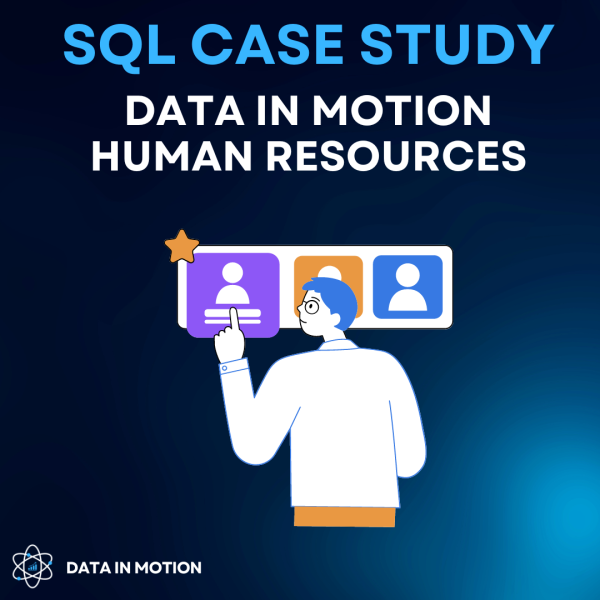 SQL CASE STUDY
DATA IN MOTION
HUMAN RESOURCES
DATA IN MOTION